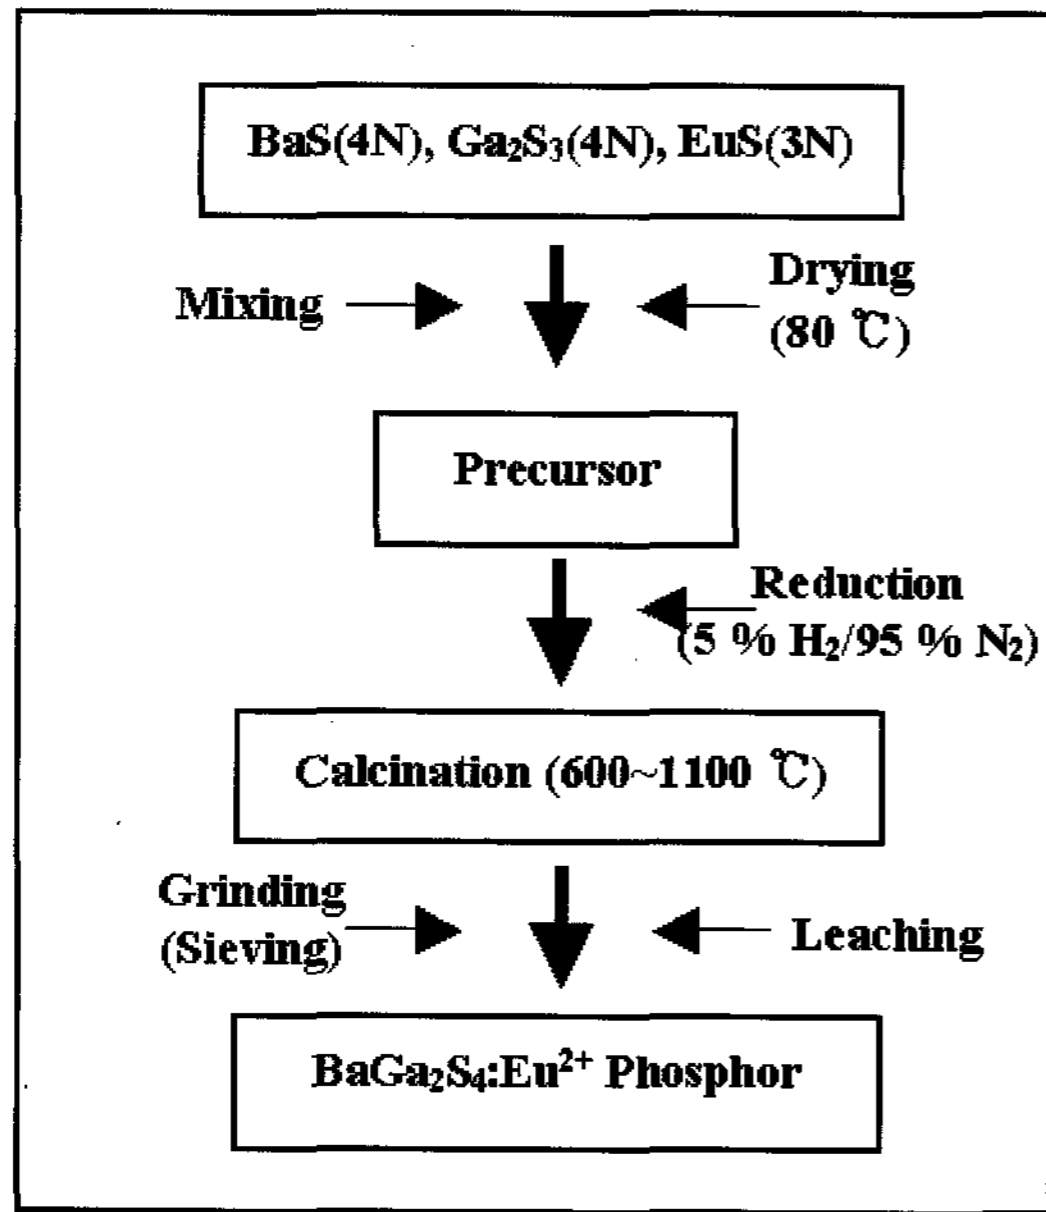 BaS(4N), Ga₂S₃(4N), EuS(3N)
Mixing
Drying
(80 ℃)
Precursor
Reduction
(5 % H₂/95 % N₂)
Calcination (600~1100 ℃)
Grinding
(Sieving)
Leaching
BaGa₂S₄:Eu²⁺ Phosphor